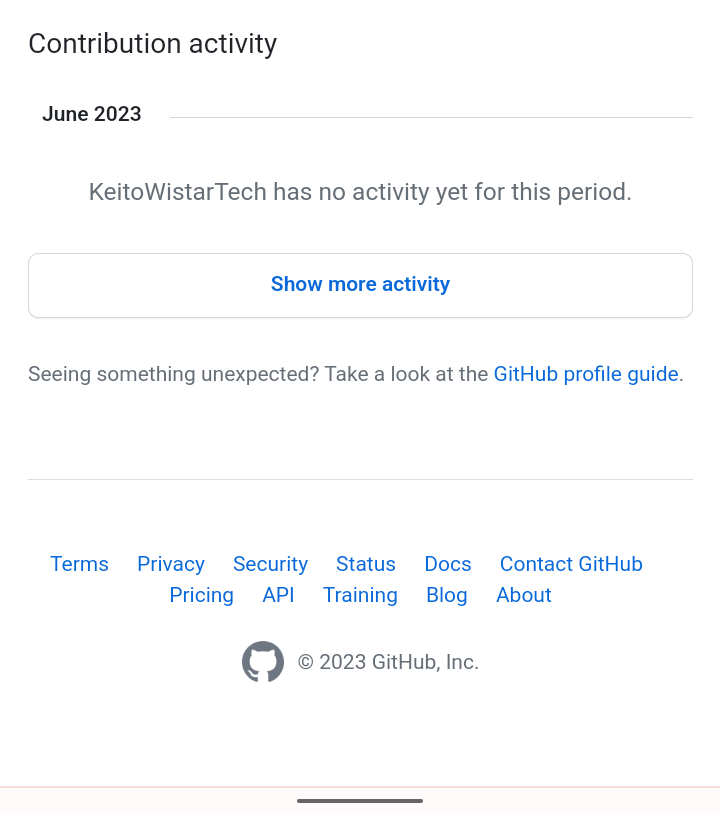 Contribution activity
June 2023
KeitoWistarTech has no activity yet for this period.
Show more activity
Seeing something unexpected? Take a look at the GitHub profile guide.
Terms Privacy Security Status Docs Contact GitHub
Pricing API Training Blog About
© 2023 GitHub, Inc.